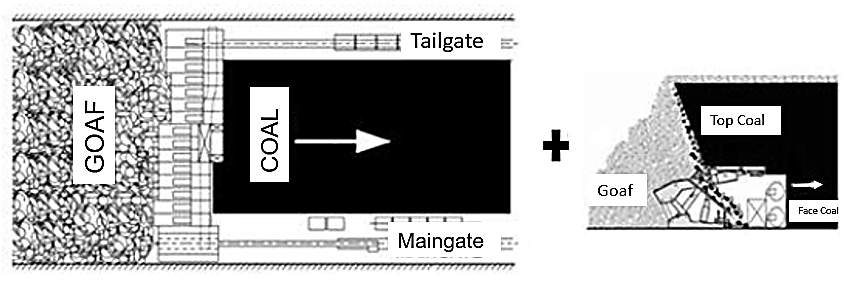 Tailgate
GOAF
COAL
Maingate
+
Top Coal
Goaf
Face Coal